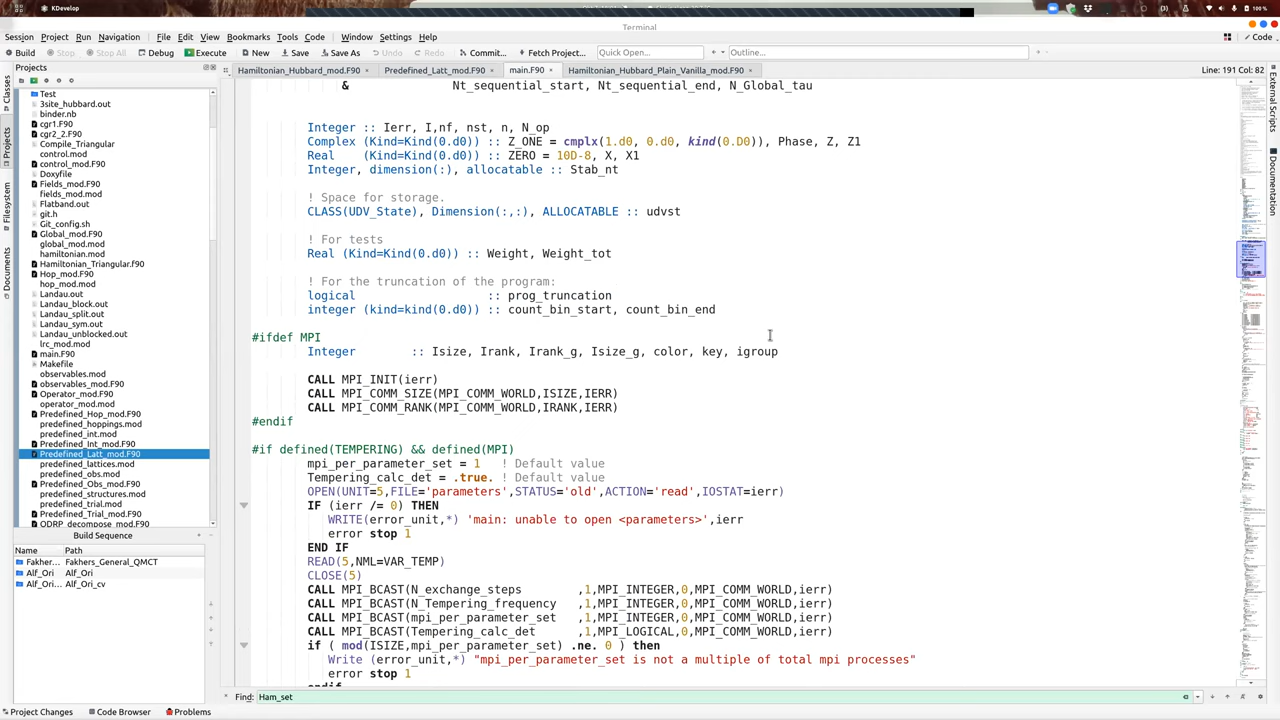 KDevelop
100 %
Terminal
Session Project Run Navigation File Edit View Bookmarks Tools Code Window Settings Help
Code
Build Stop Stop All Debug Execute New Save Save As Undo Redo Commit... Fetch Project... Quick Open... Outline...
Projects
Hamiltonian_Hubbard_mod.F90 Predefined_Latt_mod.F90 main.F90 Hamiltonian_Hubbard_Plain_Vanilla_mod.F90
Line: 191 Col: 82
Classes
Projects
Filesystem
Documents
External Scripts
Documentation
Test
3site_hubbard.out
binder.nb
cgr1.F90
cgr2_2.F90
Compile_Triangular
control.mod
control_mod.F90
Doxyfile
Fields_mod.F90
fields_mod.mod
Flatband.out
git.h
Git_config.sh
Global_mod.F90
global_mod.mod
hamiltonian.mod
Hamiltonian_Triangular.f90
Hop_mod.F90
hop_mod.mod
Landau.out
Landau_block.out
Landau_split.out
Landau_sym.out
Landau_unblocked.out
lrc_mod.mod
main.F90
Makefile
observables.mod
observables_mod.F90
Operator_mod.F90
operator_mod.mod
Predefined_Hop_mod.F90
predefined_hopping.mod
predefined_int.mod
Predefined_Int_mod.F90
Predefined_Latt_mod.F90
predefined_lattices.mod
predefined_obs.mod
Predefined_Obs_mod.F90
predefined_structures.mod
predefined_trial.mod
Predefined_Trial_mod.F90
QDRP_decompose_mod.F90
Build Sequence
Name Path
Fakher... Fakhers_General_QMCT
Alf_Ori Alf_Ori
Alf_Ori... Alf_Ori_cv
& Nt_sequential_start, Nt_sequential_end, N_Global_tau
Integer :: ierr, I,nf, nst, n, N_op
Complex (Kind=Kind(0.d0)) :: Z_ONE = cmplx(1.d0, 0.d0, kind(0.D0)), Phase, Z, Z1
Real (Kind=Kind(0.d0)) :: ZERO = 10D-8, X, X1
Integer, dimension(:), allocatable :: Stab_nt
! Space for storage.
CLASS(UDV_State), Dimension(:,:), ALLOCATABLE :: udvst
! For tests
Real (Kind=Kind(0.d0)) :: Weight, Weight_tot
! For the truncation of the program:
logical :: prog_truncation
integer (kind=kind(0.d0)) :: count_bin_start, count_bin_end
#ifdef MPI
Integer :: Isize, Irank, Irank_g, Isize_g, color, key, igroup
CALL MPI_INIT(ierr)
CALL MPI_COMM_SIZE(MPI_COMM_WORLD,ISIZE,IERR)
CALL MPI_COMM_RANK(MPI_COMM_WORLD,IRANK,IERR)
#endif
#if defined(TEMPERING) && defined(MPI)
mpi_per_parameter_set = 1 ! Default value
Tempering_calc_det = .true. ! Default value
OPEN(UNIT=5,FILE='parameters',STATUS='old',ACTION='read',IOSTAT=ierr)
IF (ierr /= 0) THEN
WRITE(error_unit,*) 'main: unable to open <parameters>',ierr
error stop 1
END IF
READ(5,NML=VAR_TEMP)
CLOSE(5)
CALL MPI_BCAST(N_exchange_steps ,1,MPI_INTEGER,0,MPI_COMM_WORLD,ierr)
CALL MPI_BCAST(N_Tempering_frequency ,1,MPI_INTEGER,0,MPI_COMM_WORLD,ierr)
CALL MPI_BCAST(mpi_per_parameter_set ,1,MPI_INTEGER,0,MPI_COMM_WORLD,ierr)
CALL MPI_BCAST(Tempering_calc_det ,1,MPI_LOGICAL,0,MPI_COMM_WORLD,ierr)
if ( mod(ISIZE,mpi_per_parameter_set) .ne. 0 ) then
Write (error_unit,*) "mpi_per_parameter_set is not a multiple of total mpi processes"
error stop 1
endif
Find: Ham_set
Project Changes Code Browser Problems